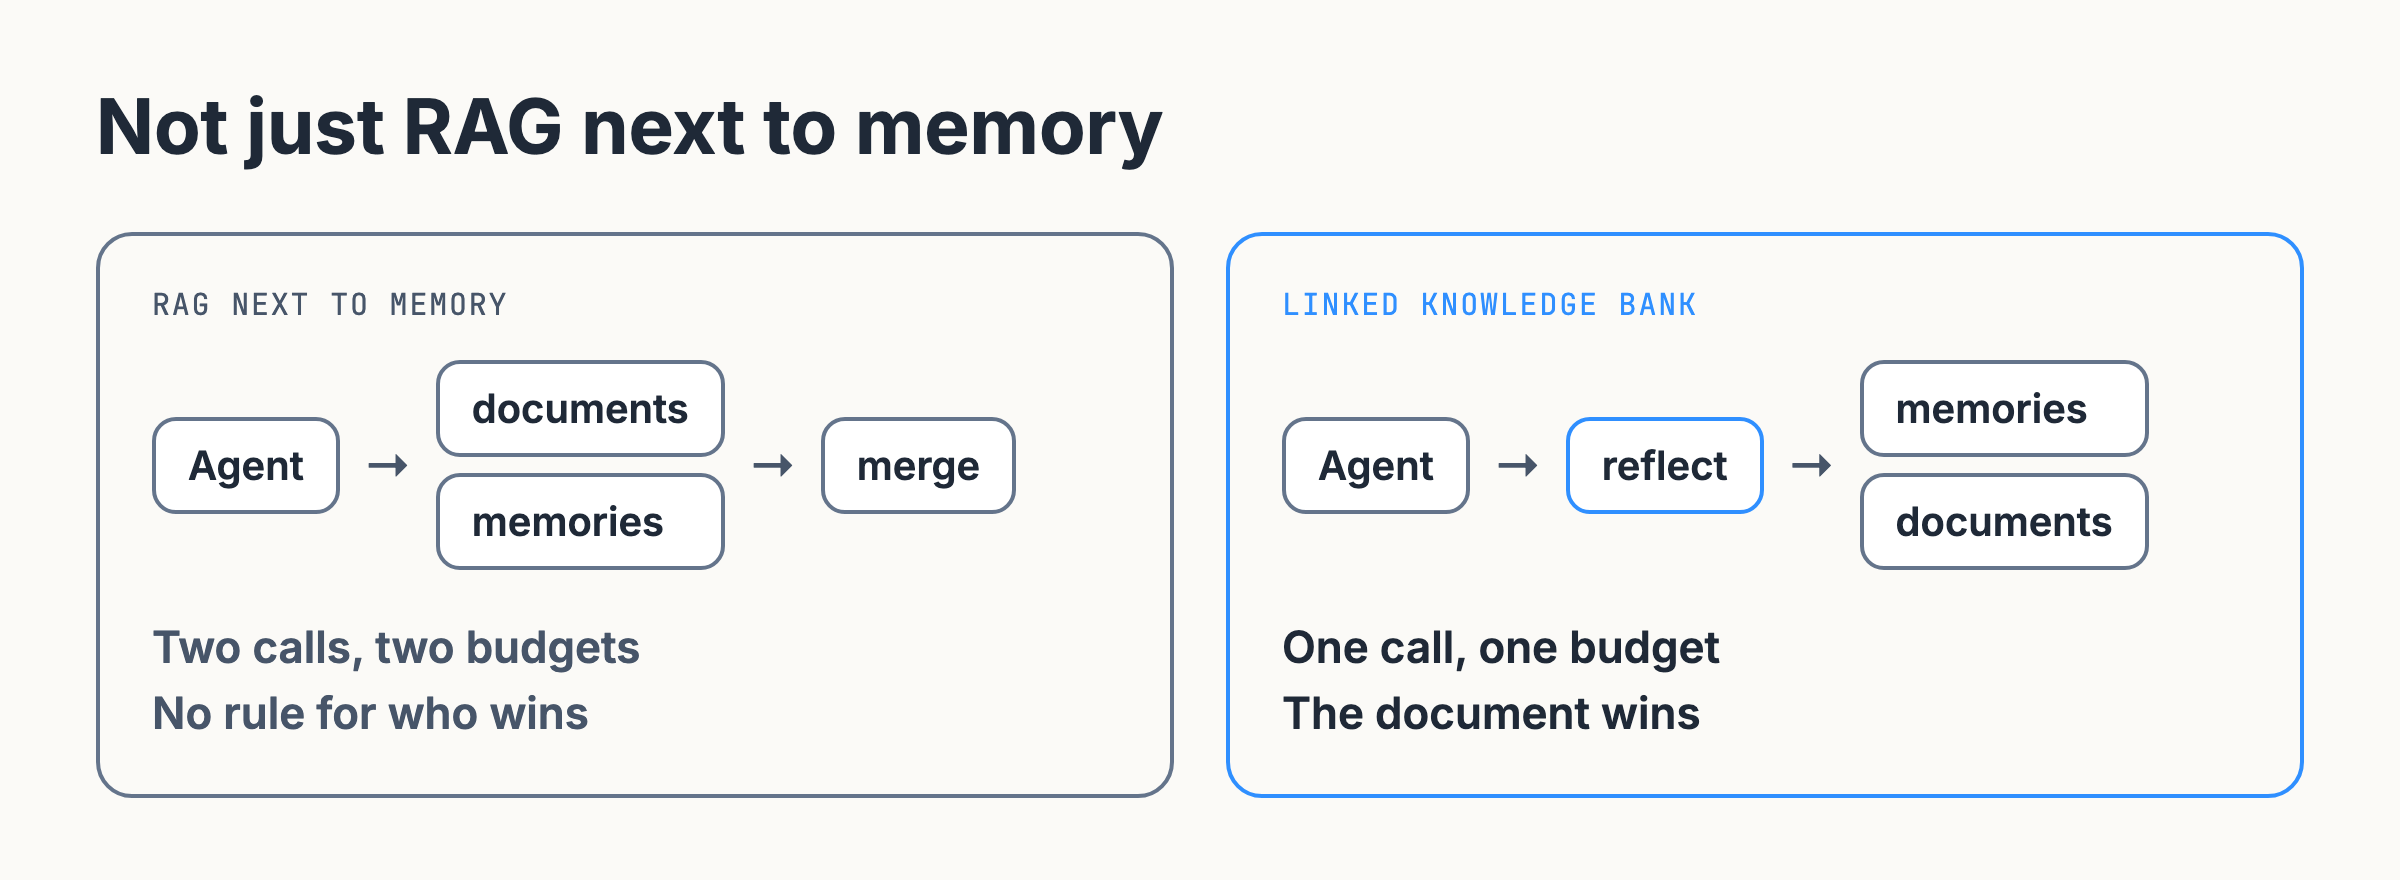 Not just RAG next to memory
RAG NEXT TO MEMORY
Agent
→
documents
memories
→
merge
Two calls, two budgets
No rule for who wins
LINKED KNOWLEDGE BANK
Agent
→
reflect
→
memories
documents
One call, one budget
The document wins